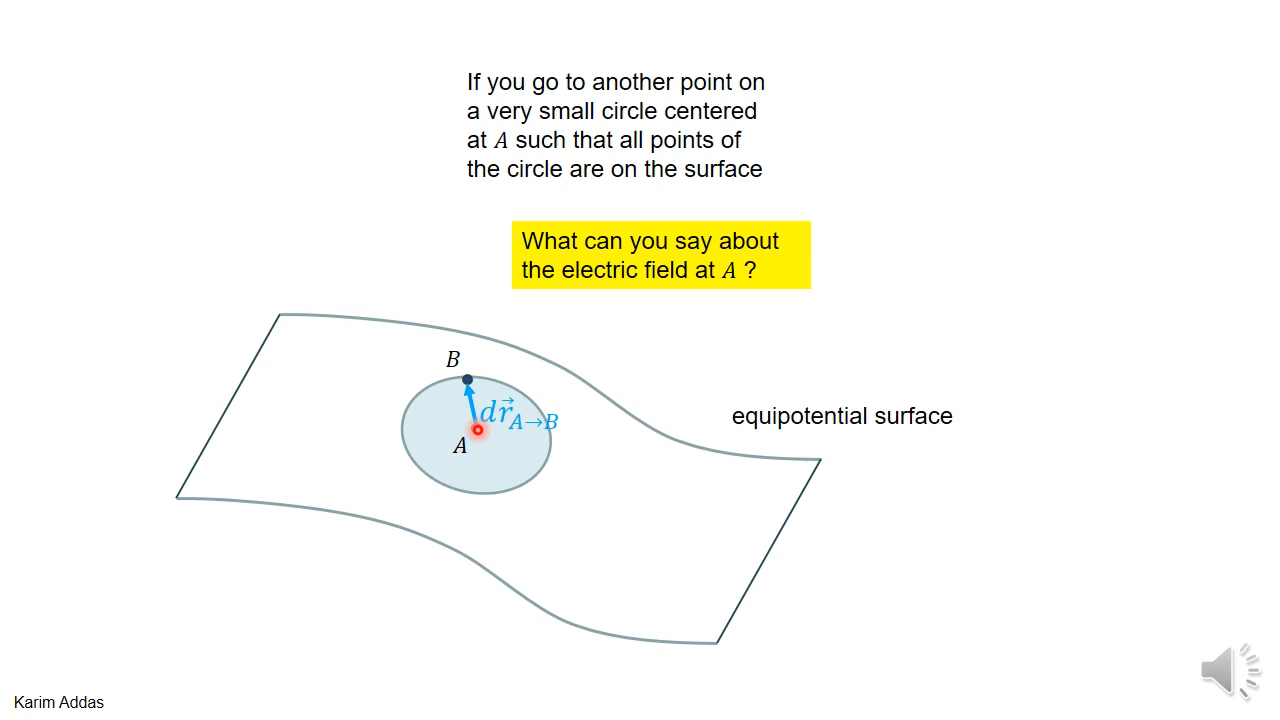 If you go to another point on
a very small circle centered
at A such that all points of
the circle are on the surface
What can you say about
the electric field at A ?
B
dr⃗A→B
A
equipotential surface
Karim Addas